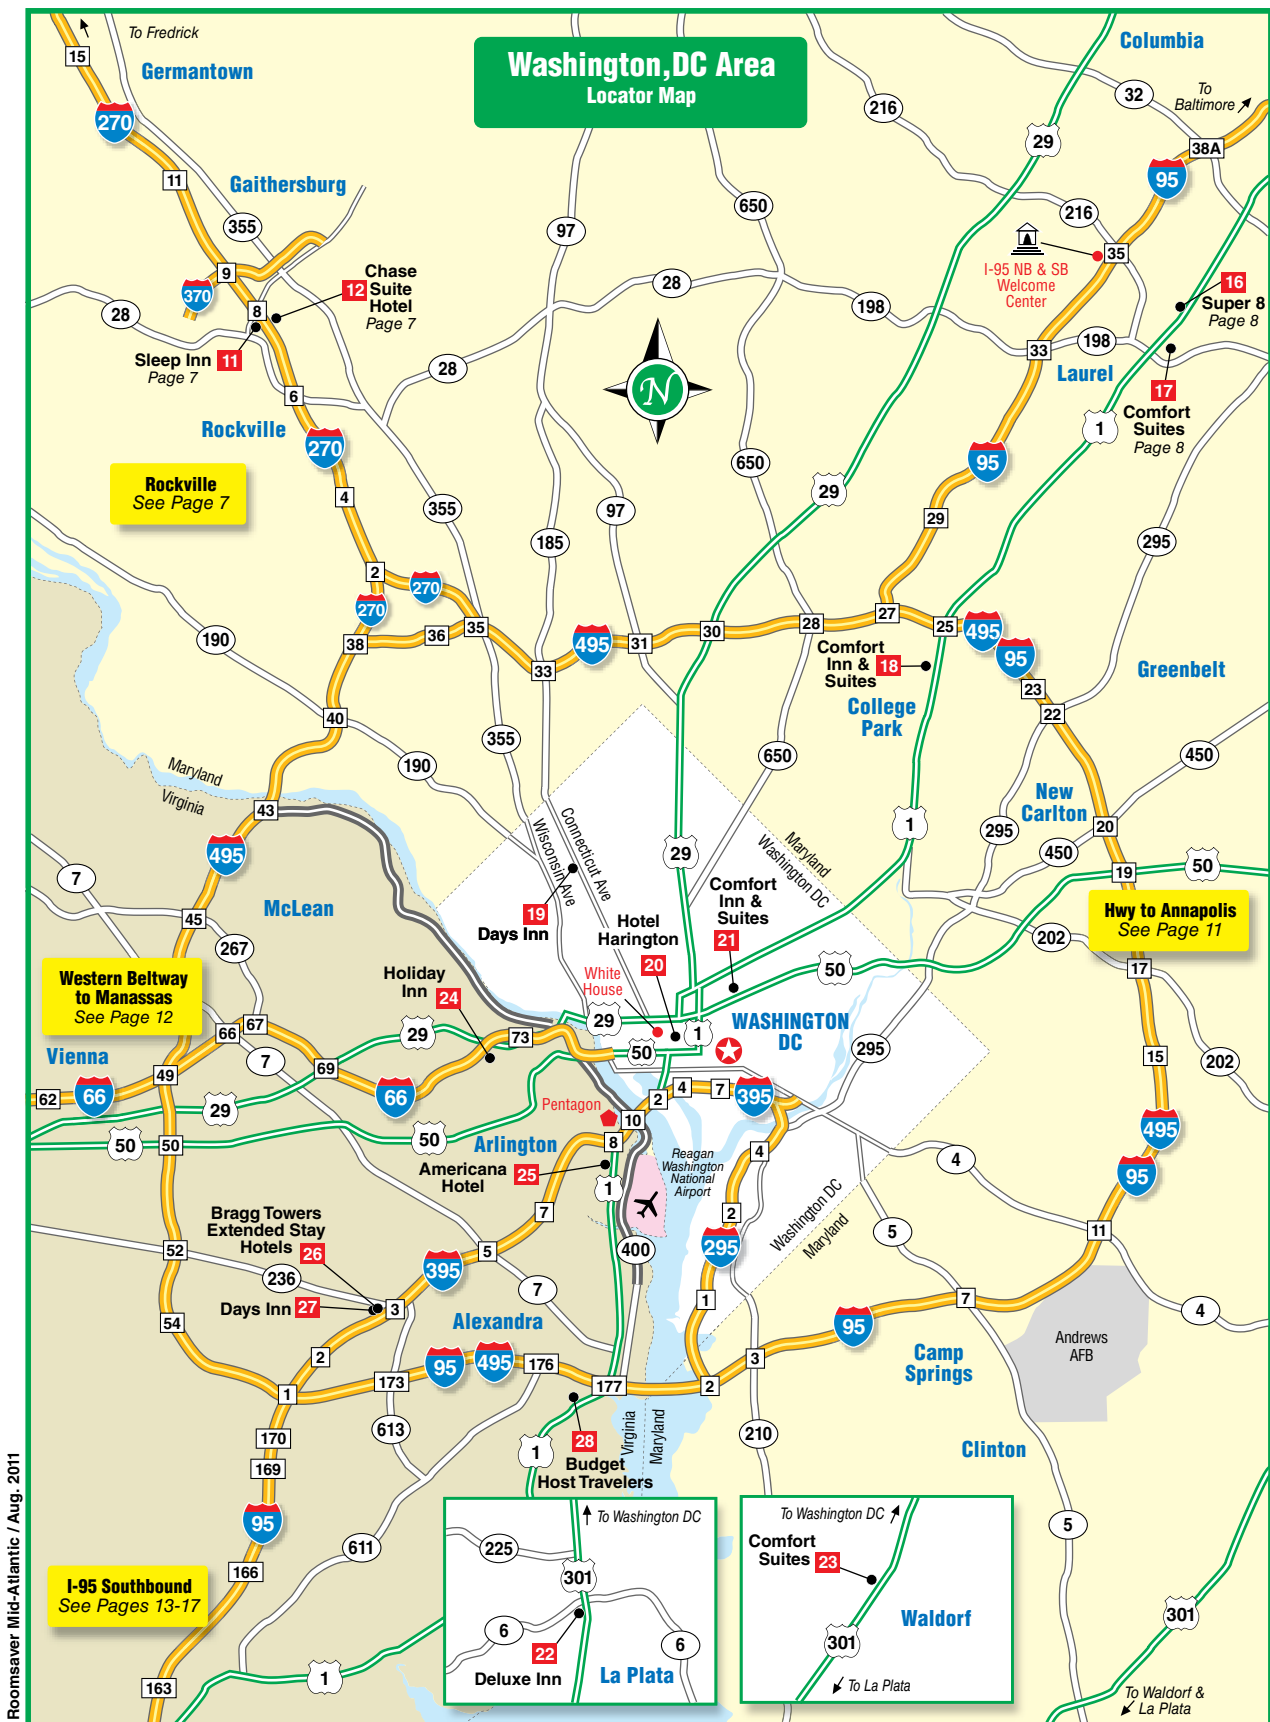 Washington,DC Area
Locator Map
To Fredrick
15
Germantown
270
11
Gaithersburg
355
9
370
8
28
12
Chase
Suite
Hotel
Page 7
Sleep Inn
11
Page 7
6
28
Rockville
270
Rockville
See Page 7
4
355
2
270
270
97
650
28
198
216
32
Columbia
To
Baltimore
38A
29
95
216
35
I-95 NB & SB
Welcome
Center
16
Super 8
Page 8
33
198
Laurel
17
Comfort
Suites
Page 8
1
N
95
29
650
97
185
29
295
190
38
36
35
33
495
31
30
28
27
25
495
95
Comfort
Inn &
Suites
18
College
Park
23
22
Greenbelt
40
355
190
650
450
Maryland
Virginia
43
495
New
Carlton
20
295
450
1
19
50
Connecticut Ave
Wisconsin Ave
29
Maryland
Washington DC
7
McLean
45
267
19
Days Inn
Hotel
Harington
20
Comfort
Inn &
Suites
21
Hwy to Annapolis
See Page 11
202
17
Western Beltway
to Manassas
See Page 12
Holiday
Inn
24
White
House
50
66
67
29
73
29
1
WASHINGTON
DC
295
15
202
Vienna
49
7
69
50
62
66
29
66
4
7
395
2
Pentagon
10
50
50
50
Arlington
8
495
4
Reagan
Washington
National
Airport
4
95
Americana
Hotel
25
1
7
2
Washington DC
Maryland
5
11
Bragg Towers
Extended Stay
Hotels
26
52
236
395
5
400
295
Days Inn
27
3
7
1
7
4
54
Alexandra
95
Andrews
AFB
2
95
495
176
3
Camp
Springs
1
173
177
2
613
170
28
Budget
Host Travelers
Virginia
Maryland
210
Clinton
169
1
95
5
611
166
I-95 Southbound
See Pages 13-17
1
163
To Washington DC
225
301
6
22
Deluxe Inn
6
La Plata
To Washington DC
Comfort
Suites
23
Waldorf
301
To La Plata
301
To Waldorf &
La Plata
Roomsaver Mid-Atlantic / Aug. 2011